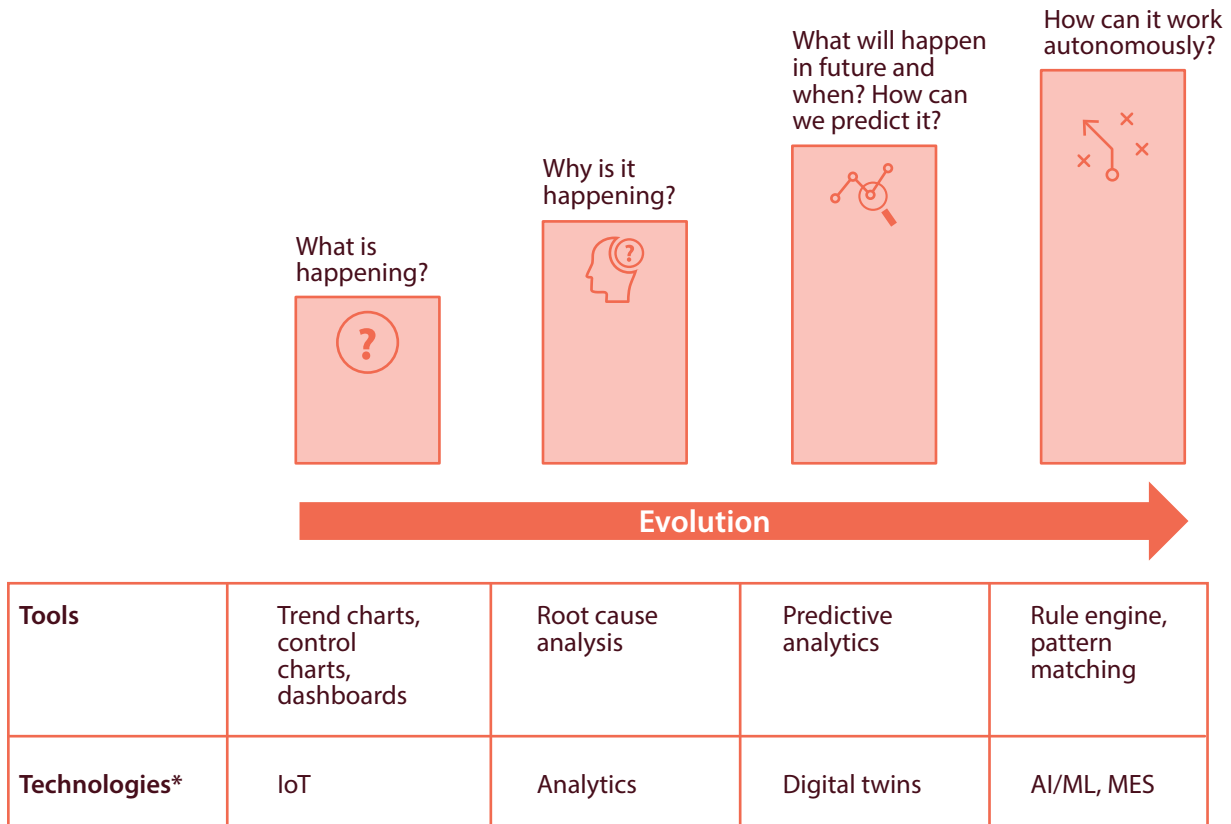 How can it work
autonomously?
What will happen
in future and
when? How can
we predict it?
Why is it
happening?
What is
happening?
?
?
Evolution
Tools
Trend charts,
control
charts,
dashboards
Root cause
analysis
Predictive
analytics
Rule engine,
pattern
matching
Technologies*
IoT
Analytics
Digital twins
AI/ML, MES